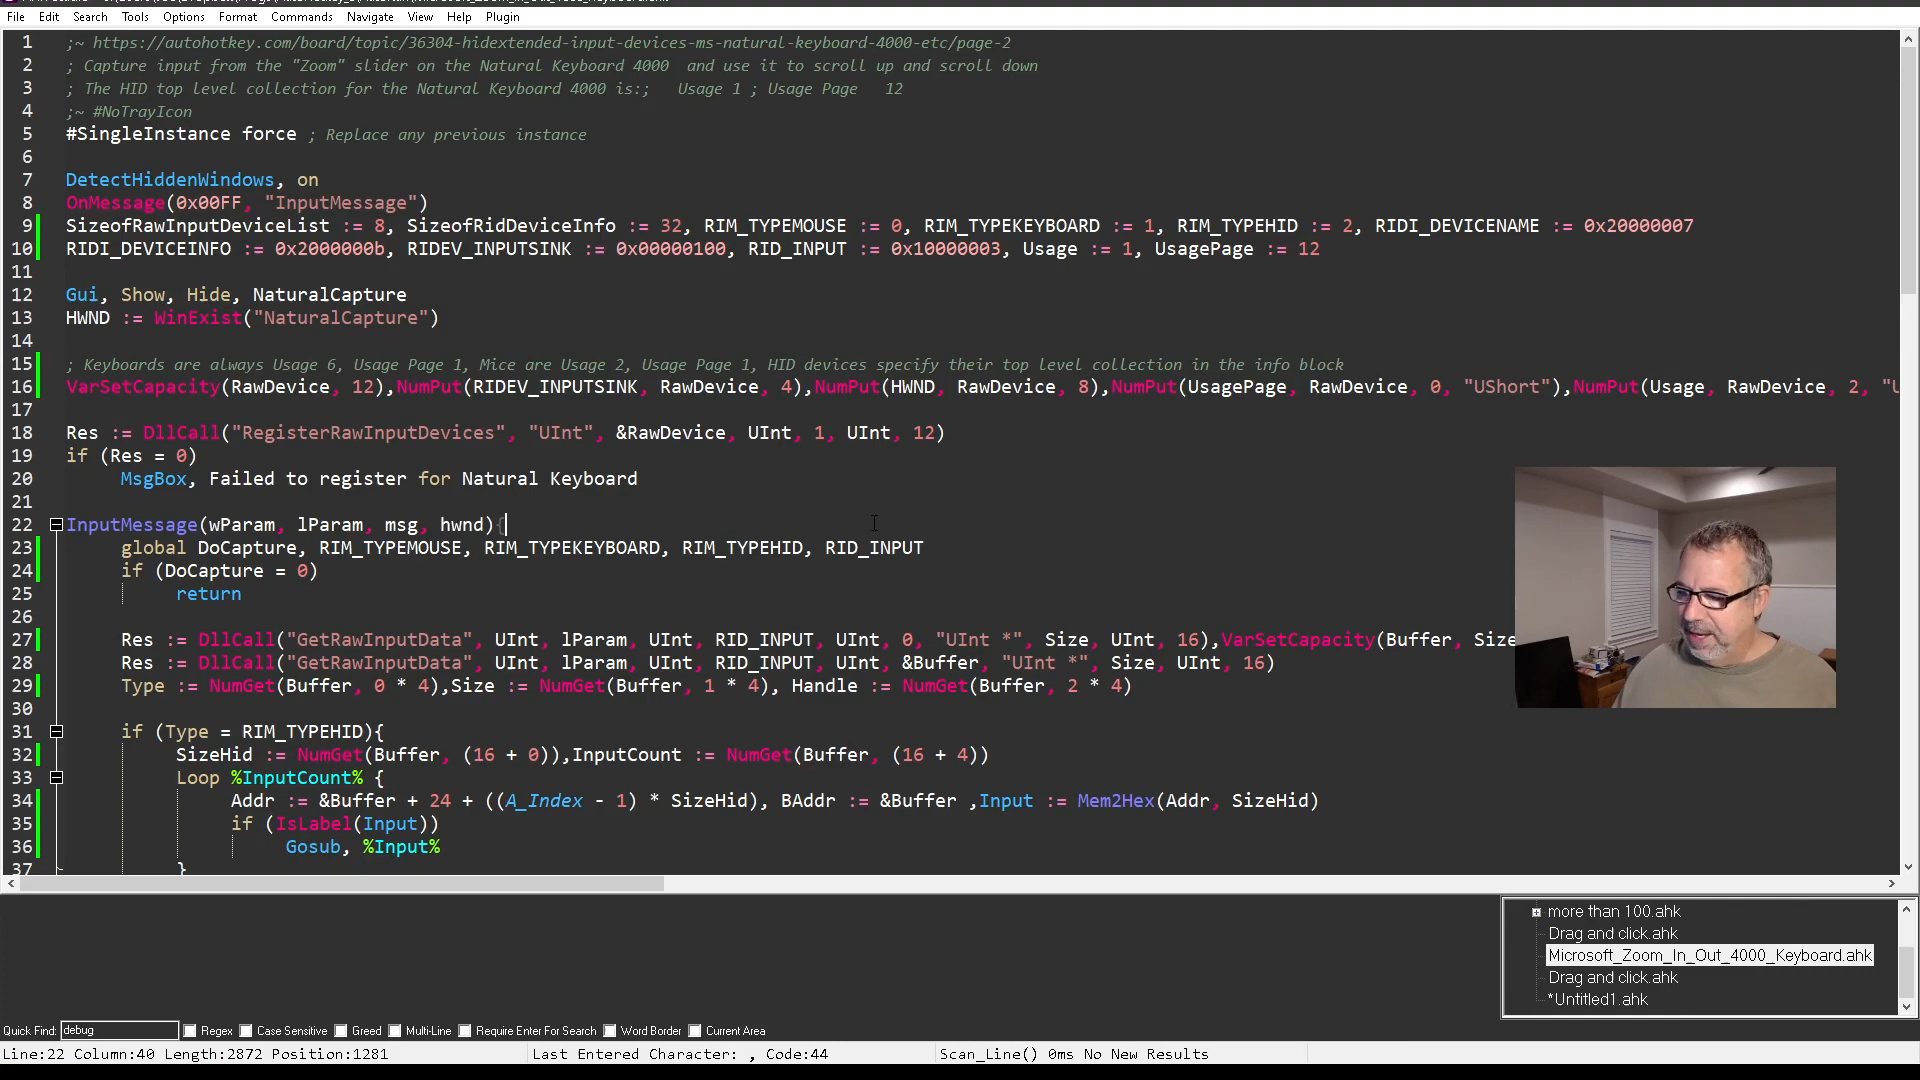 File Edit Search Tools Options Format Commands Navigate View Help Plugin
1 ;~ https://autohotkey.com/board/topic/36304-hidextended-input-devices-ms-natural-keyboard-4000-etc/page-2
2 ; Capture input from the "Zoom" slider on the Natural Keyboard 4000 and use it to scroll up and scroll down
3 ; The HID top level collection for the Natural Keyboard 4000 is:; Usage 1 ; Usage Page 12
4 ;~ #NoTrayIcon
5 #SingleInstance force ; Replace any previous instance
6
7 DetectHiddenWindows, on
8 OnMessage(0x00FF, "InputMessage")
9 SizeofRawInputDeviceList := 8, SizeofRidDeviceInfo := 32, RIM_TYPEMOUSE := 0, RIM_TYPEKEYBOARD := 1, RIM_TYPEHID := 2, RIDI_DEVICENAME := 0x20000007
10 RIDI_DEVICEINFO := 0x2000000b, RIDEV_INPUTSINK := 0x00000100, RID_INPUT := 0x10000003, Usage := 1, UsagePage := 12
11
12 Gui, Show, Hide, NaturalCapture
13 HWND := WinExist("NaturalCapture")
14
15 ; Keyboards are always Usage 6, Usage Page 1, Mice are Usage 2, Usage Page 1, HID devices specify their top level collection in the info block
16 VarSetCapacity(RawDevice, 12),NumPut(RIDEV_INPUTSINK, RawDevice, 4),NumPut(HWND, RawDevice, 8),NumPut(UsagePage, RawDevice, 0, "UShort"),NumPut(Usage, RawDevice, 2, "U
17
18 Res := DllCall("RegisterRawInputDevices", "UInt", &RawDevice, UInt, 1, UInt, 12)
19 if (Res = 0)
20 MsgBox, Failed to register for Natural Keyboard
21
22 InputMessage(wParam, lParam, msg, hwnd){
23 global DoCapture, RIM_TYPEMOUSE, RIM_TYPEKEYBOARD, RIM_TYPEHID, RID_INPUT
24 if (DoCapture = 0)
25 return
26
27 Res := DllCall("GetRawInputData", UInt, lParam, UInt, RID_INPUT, UInt, 0, "UInt *", Size, UInt, 16),VarSetCapacity(Buffer, Size
28 Res := DllCall("GetRawInputData", UInt, lParam, UInt, RID_INPUT, UInt, &Buffer, "UInt *", Size, UInt, 16)
29 Type := NumGet(Buffer, 0 * 4),Size := NumGet(Buffer, 1 * 4), Handle := NumGet(Buffer, 2 * 4)
30
31 if (Type = RIM_TYPEHID){
32 SizeHid := NumGet(Buffer, (16 + 0)),InputCount := NumGet(Buffer, (16 + 4))
33 Loop %InputCount% {
34 Addr := &Buffer + 24 + ((A_Index - 1) * SizeHid), BAddr := &Buffer ,Input := Mem2Hex(Addr, SizeHid)
35 if (IsLabel(Input))
36 Gosub, %Input%
37 }
more than 100.ahk
Drag and click.ahk
Microsoft_Zoom_In_Out_4000_Keyboard.ahk
Drag and click.ahk
*Untitled1.ahk
Quick Find: debug Regex Case Sensitive Greed Multi-Line Require Enter For Search Word Border Current Area
Line:22 Column:40 Length:2872 Position:1281 Last Entered Character: , Code:44 Scan_Line() 0ms No New Results